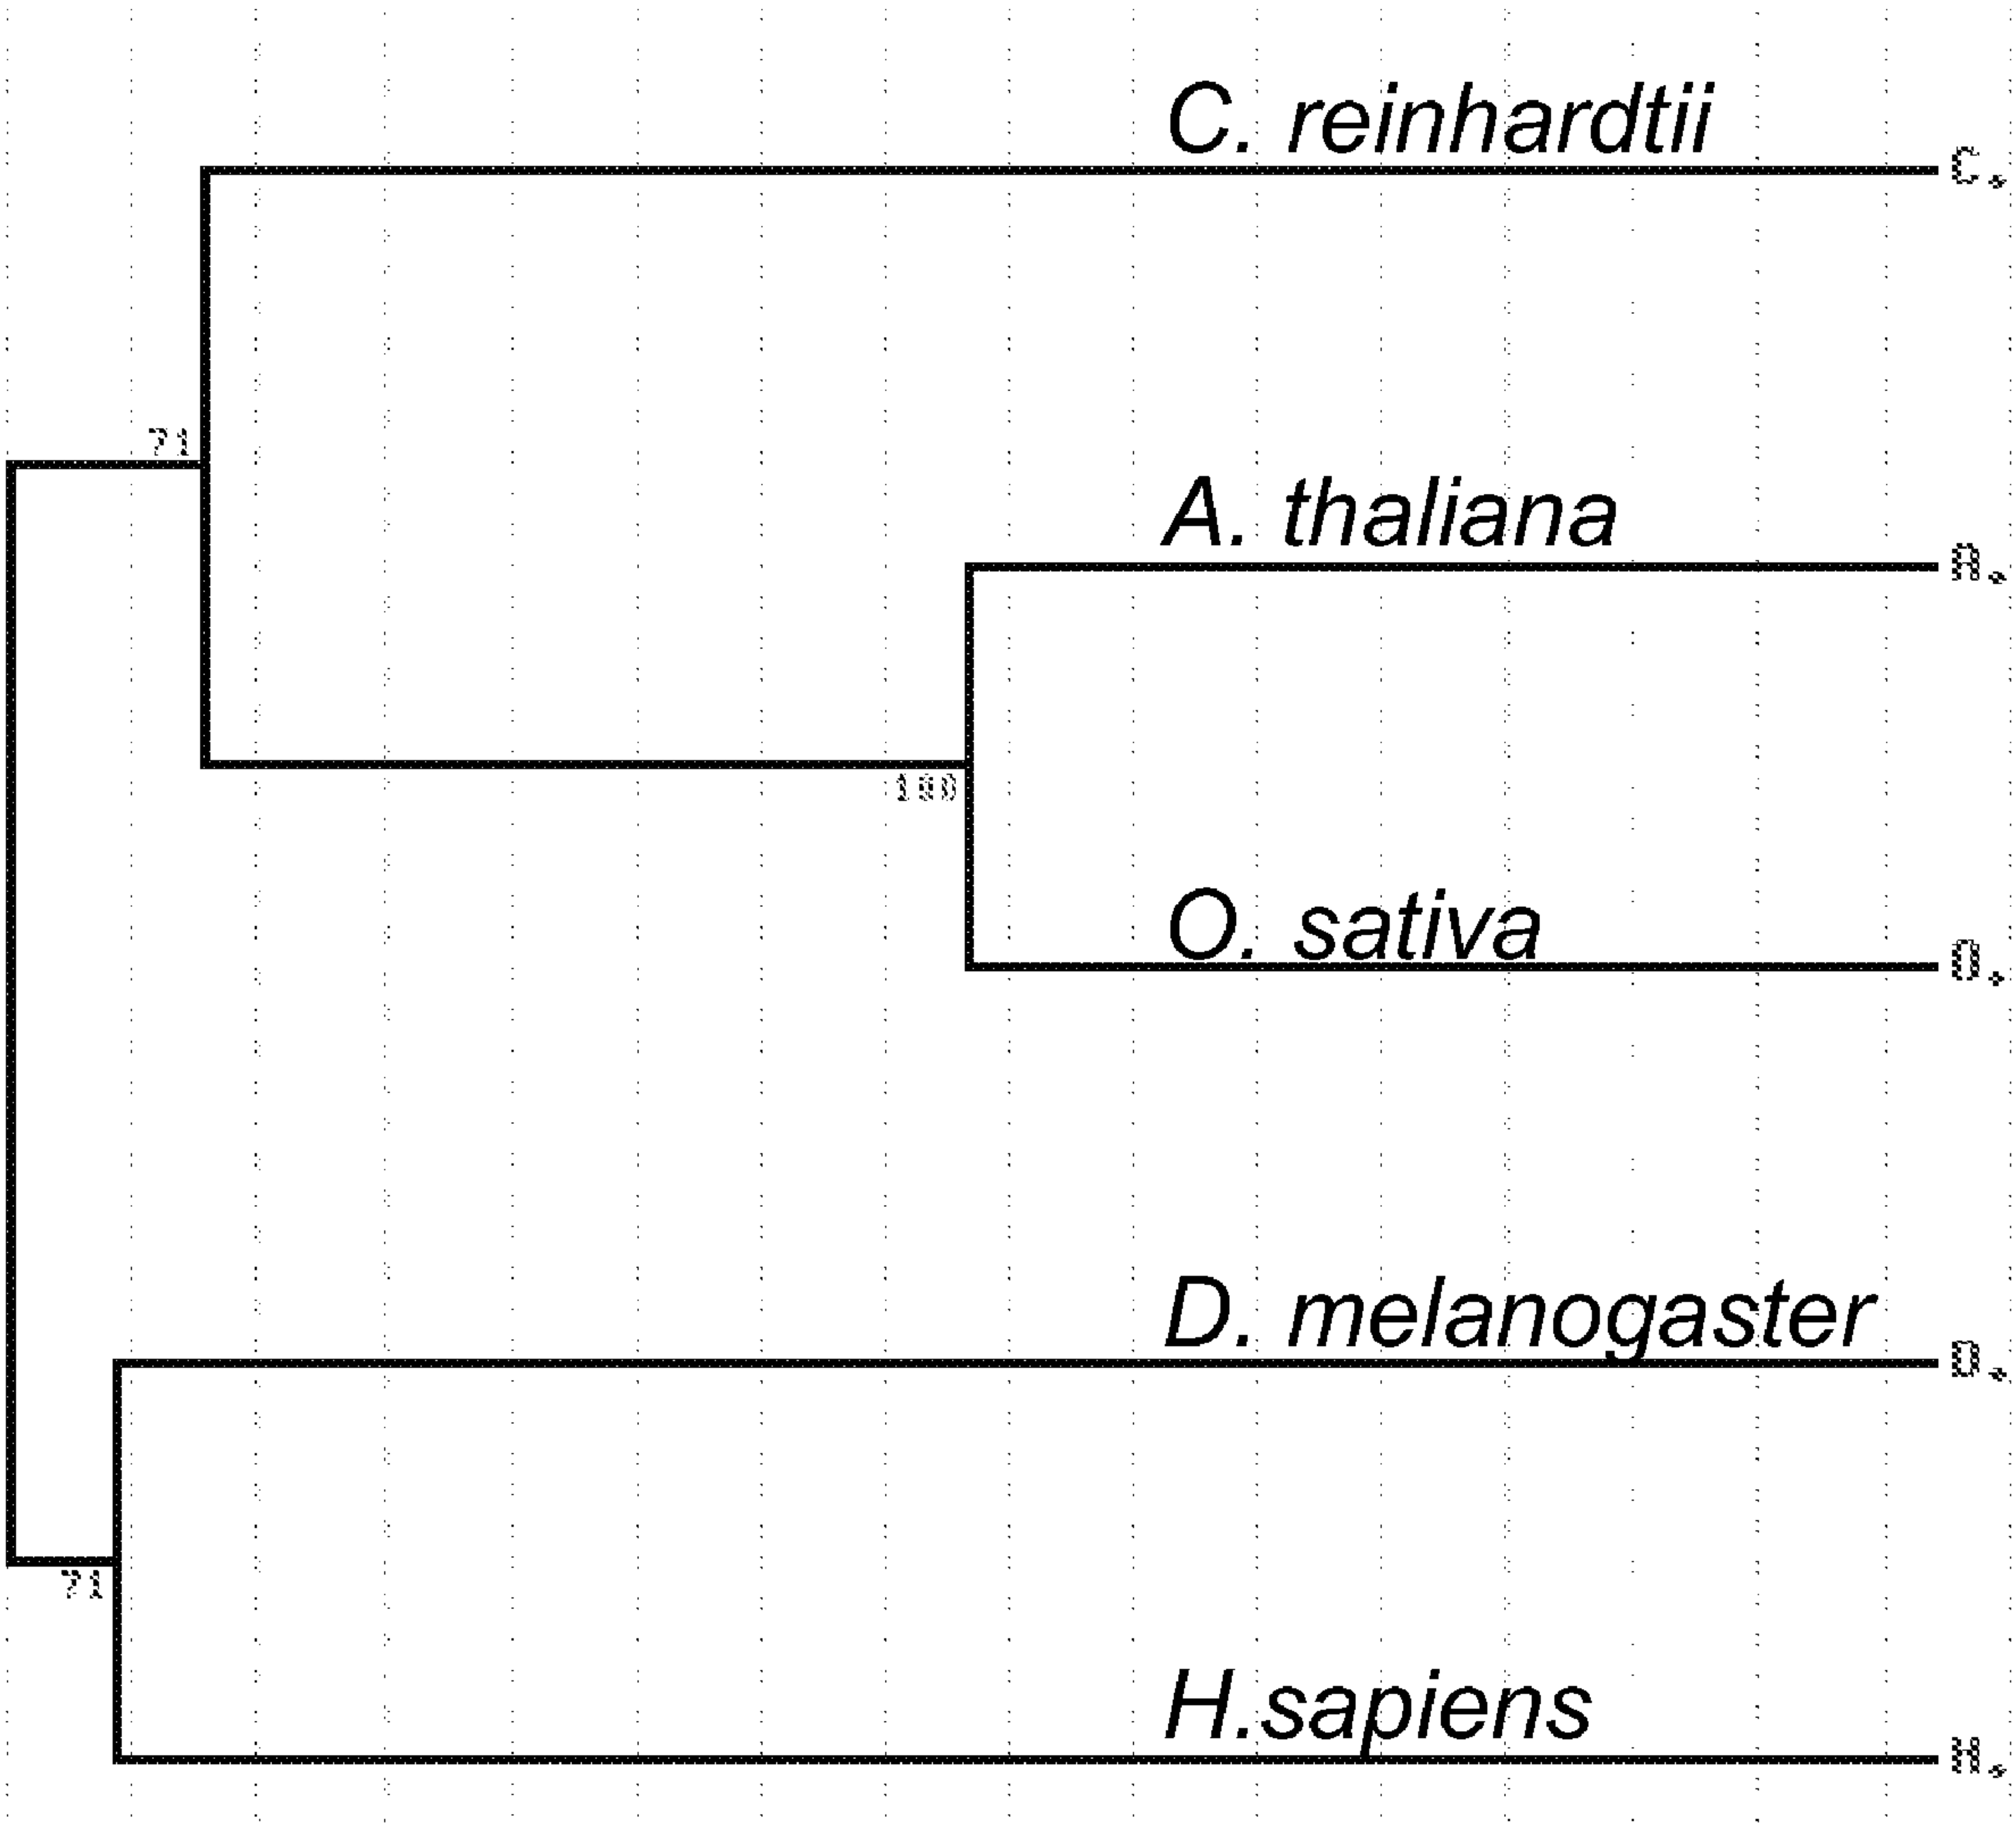 C. reinhardtii
C.
71
A. thaliana
A.
100
O. sativa
O.
D. melanogaster
D.
71
H.sapiens
H.